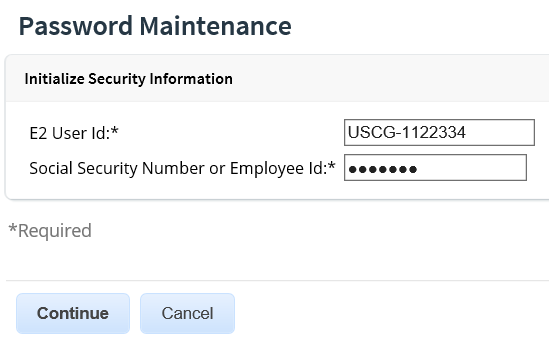 Password Maintenance
Initialize Security Information
E2 User Id:* USCG-1122334
Social Security Number or Employee Id:* ●●●●●●●
*Required
Continue Cancel